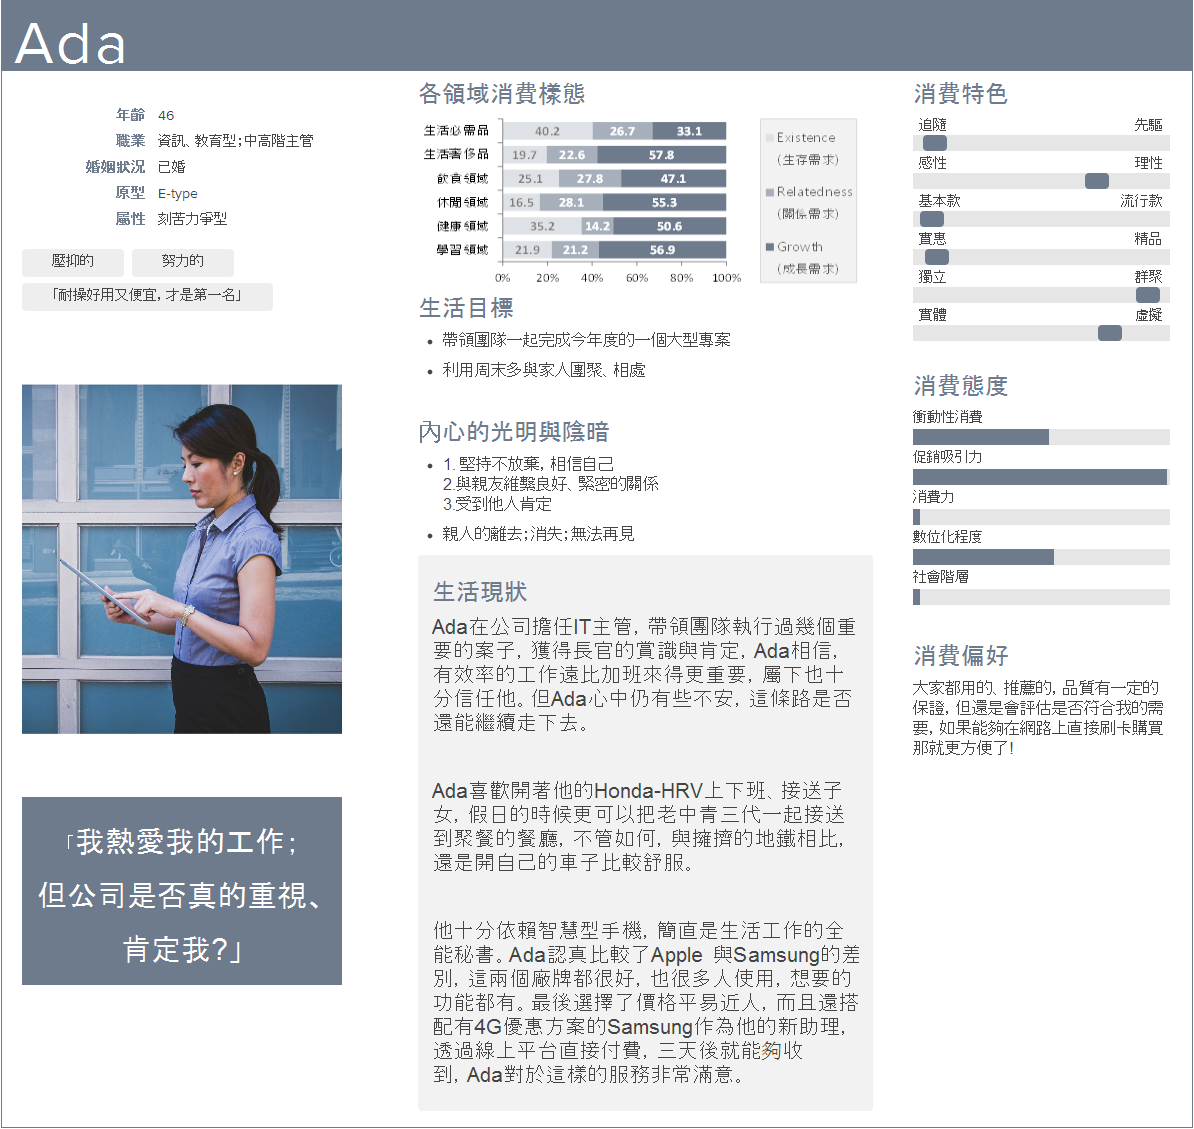 Ada
年齡 46
職業 資訊、教育型;中高階主管
婚姻狀況 已婚
原型 E-type
屬性 刻苦力爭型
壓抑的 努力的
「耐操好用又便宜, 才是第一名」
「我熱愛我的工作;
但公司是否真的重視、
肯定我?」
各領域消費樣態
生活必需品 40.2 26.7 33.1
生活奢侈品 19.7 22.6 57.8
飲食領域 25.1 27.8 47.1
休閒領域 16.5 28.1 55.3
健康領域 35.2 14.2 50.6
學習領域 21.9 21.2 56.9
0% 20% 40% 60% 80% 100%
Existence
(生存需求)
Relatedness
(關係需求)
Growth
(成長需求)
生活目標
• 帶領團隊一起完成今年度的一個大型專案
• 利用周末多與家人團聚、相處
內心的光明與陰暗
• 1. 堅持不放棄, 相信自己
2.與親友維繫良好、緊密的關係
3.受到他人肯定
• 親人的離去;消失;無法再見
生活現狀
Ada在公司擔任IT主管, 帶領團隊執行過幾個重
要的案子, 獲得長官的賞識與肯定, Ada相信,
有效率的工作遠比加班來得更重要, 屬下也十
分信任他。但Ada心中仍有些不安, 這條路是否
還能繼續走下去。
Ada喜歡開著他的Honda-HRV上下班、接送子
女, 假日的時候更可以把老中青三代一起接送
到聚餐的餐廳, 不管如何, 與擁擠的地鐵相比,
還是開自己的車子比較舒服。
他十分依賴智慧型手機, 簡直是生活工作的全
能秘書。Ada認真比較了Apple 與Samsung的差
別, 這兩個廠牌都很好, 也很多人使用, 想要的
功能都有。最後選擇了價格平易近人, 而且還搭
配有4G優惠方案的Samsung作為他的新助理,
透過線上平台直接付費, 三天後就能夠收
到, Ada對於這樣的服務非常滿意。
消費特色
追隨 先驅
感性 理性
基本款 流行款
實惠 精品
獨立 群聚
實體 虛擬
消費態度
衝動性消費
促銷吸引力
消費力
數位化程度
社會階層
消費偏好
大家都用的、推薦的, 品質有一定的
保證, 但還是會評估是否符合我的需
要, 如果能夠在網路上直接刷卡購買
那就更方便了!